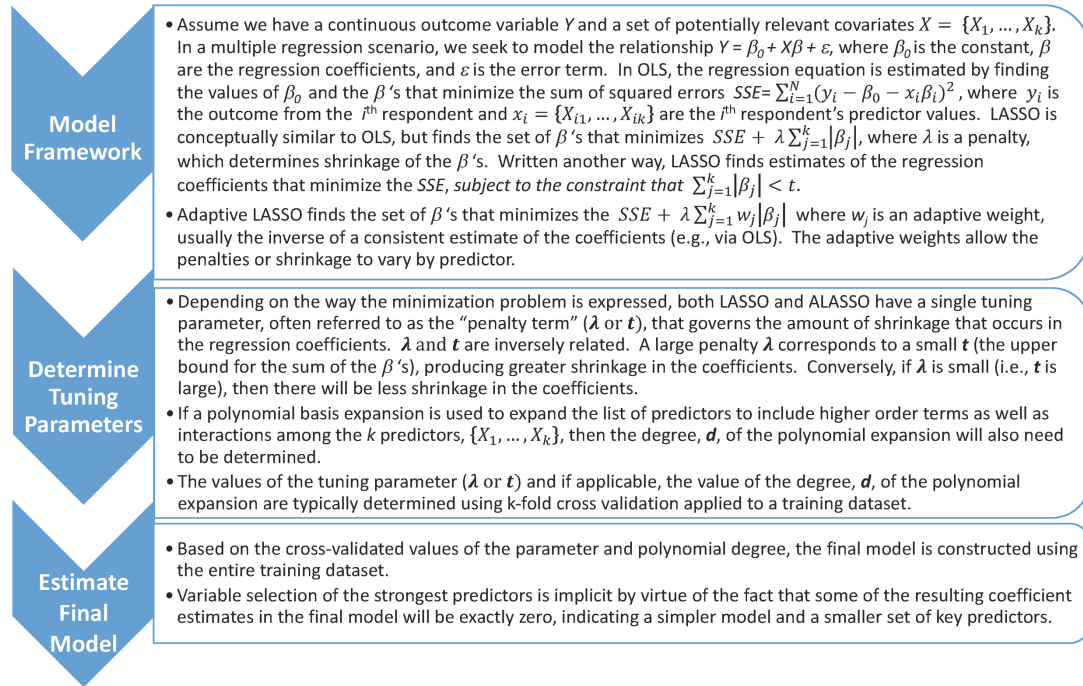 Model
Framework
• Assume we have a continuous outcome variable Y and a set of potentially relevant covariates X = {X₁, …, Xₖ}.
In a multiple regression scenario, we seek to model the relationship Y = β₀ + Xβ + ε, where β₀ is the constant, β
are the regression coefficients, and ε is the error term. In OLS, the regression equation is estimated by finding
the values of β₀ and the β 's that minimize the sum of squared errors SSE= ∑ᵢ₌₁ᴺ(yᵢ − β₀ − xᵢβᵢ)² , where yᵢ is
the outcome from the iᵗʰ respondent and xᵢ = {Xᵢ₁, …, Xᵢₖ} are the iᵗʰ respondent's predictor values. LASSO is
conceptually similar to OLS, but finds the set of β 's that minimizes SSE + λ∑ⱼ₌₁ᵏ|βⱼ|, where λ is a penalty,
which determines shrinkage of the β 's. Written another way, LASSO finds estimates of the regression
coefficients that minimize the SSE, subject to the constraint that ∑ⱼ₌₁ᵏ|βⱼ| < t.
• Adaptive LASSO finds the set of β 's that minimizes the SSE + λ∑ⱼ₌₁ᵏ wⱼ|βⱼ| where wⱼ is an adaptive weight,
usually the inverse of a consistent estimate of the coefficients (e.g., via OLS). The adaptive weights allow the
penalties or shrinkage to vary by predictor.
Determine
Tuning
Parameters
• Depending on the way the minimization problem is expressed, both LASSO and ALASSO have a single tuning
parameter, often referred to as the "penalty term" (λ or t), that governs the amount of shrinkage that occurs in
the regression coefficients. λ and t are inversely related. A large penalty λ corresponds to a small t (the upper
bound for the sum of the β 's), producing greater shrinkage in the coefficients. Conversely, if λ is small (i.e., t is
large), then there will be less shrinkage in the coefficients.
• If a polynomial basis expansion is used to expand the list of predictors to include higher order terms as well as
interactions among the k predictors, {X₁, …, Xₖ}, then the degree, d, of the polynomial expansion will also need
to be determined.
• The values of the tuning parameter (λ or t) and if applicable, the value of the degree, d, of the polynomial
expansion are typically determined using k-fold cross validation applied to a training dataset.
Estimate
Final
Model
• Based on the cross-validated values of the parameter and polynomial degree, the final model is constructed using
the entire training dataset.
• Variable selection of the strongest predictors is implicit by virtue of the fact that some of the resulting coefficient
estimates in the final model will be exactly zero, indicating a simpler model and a smaller set of key predictors.